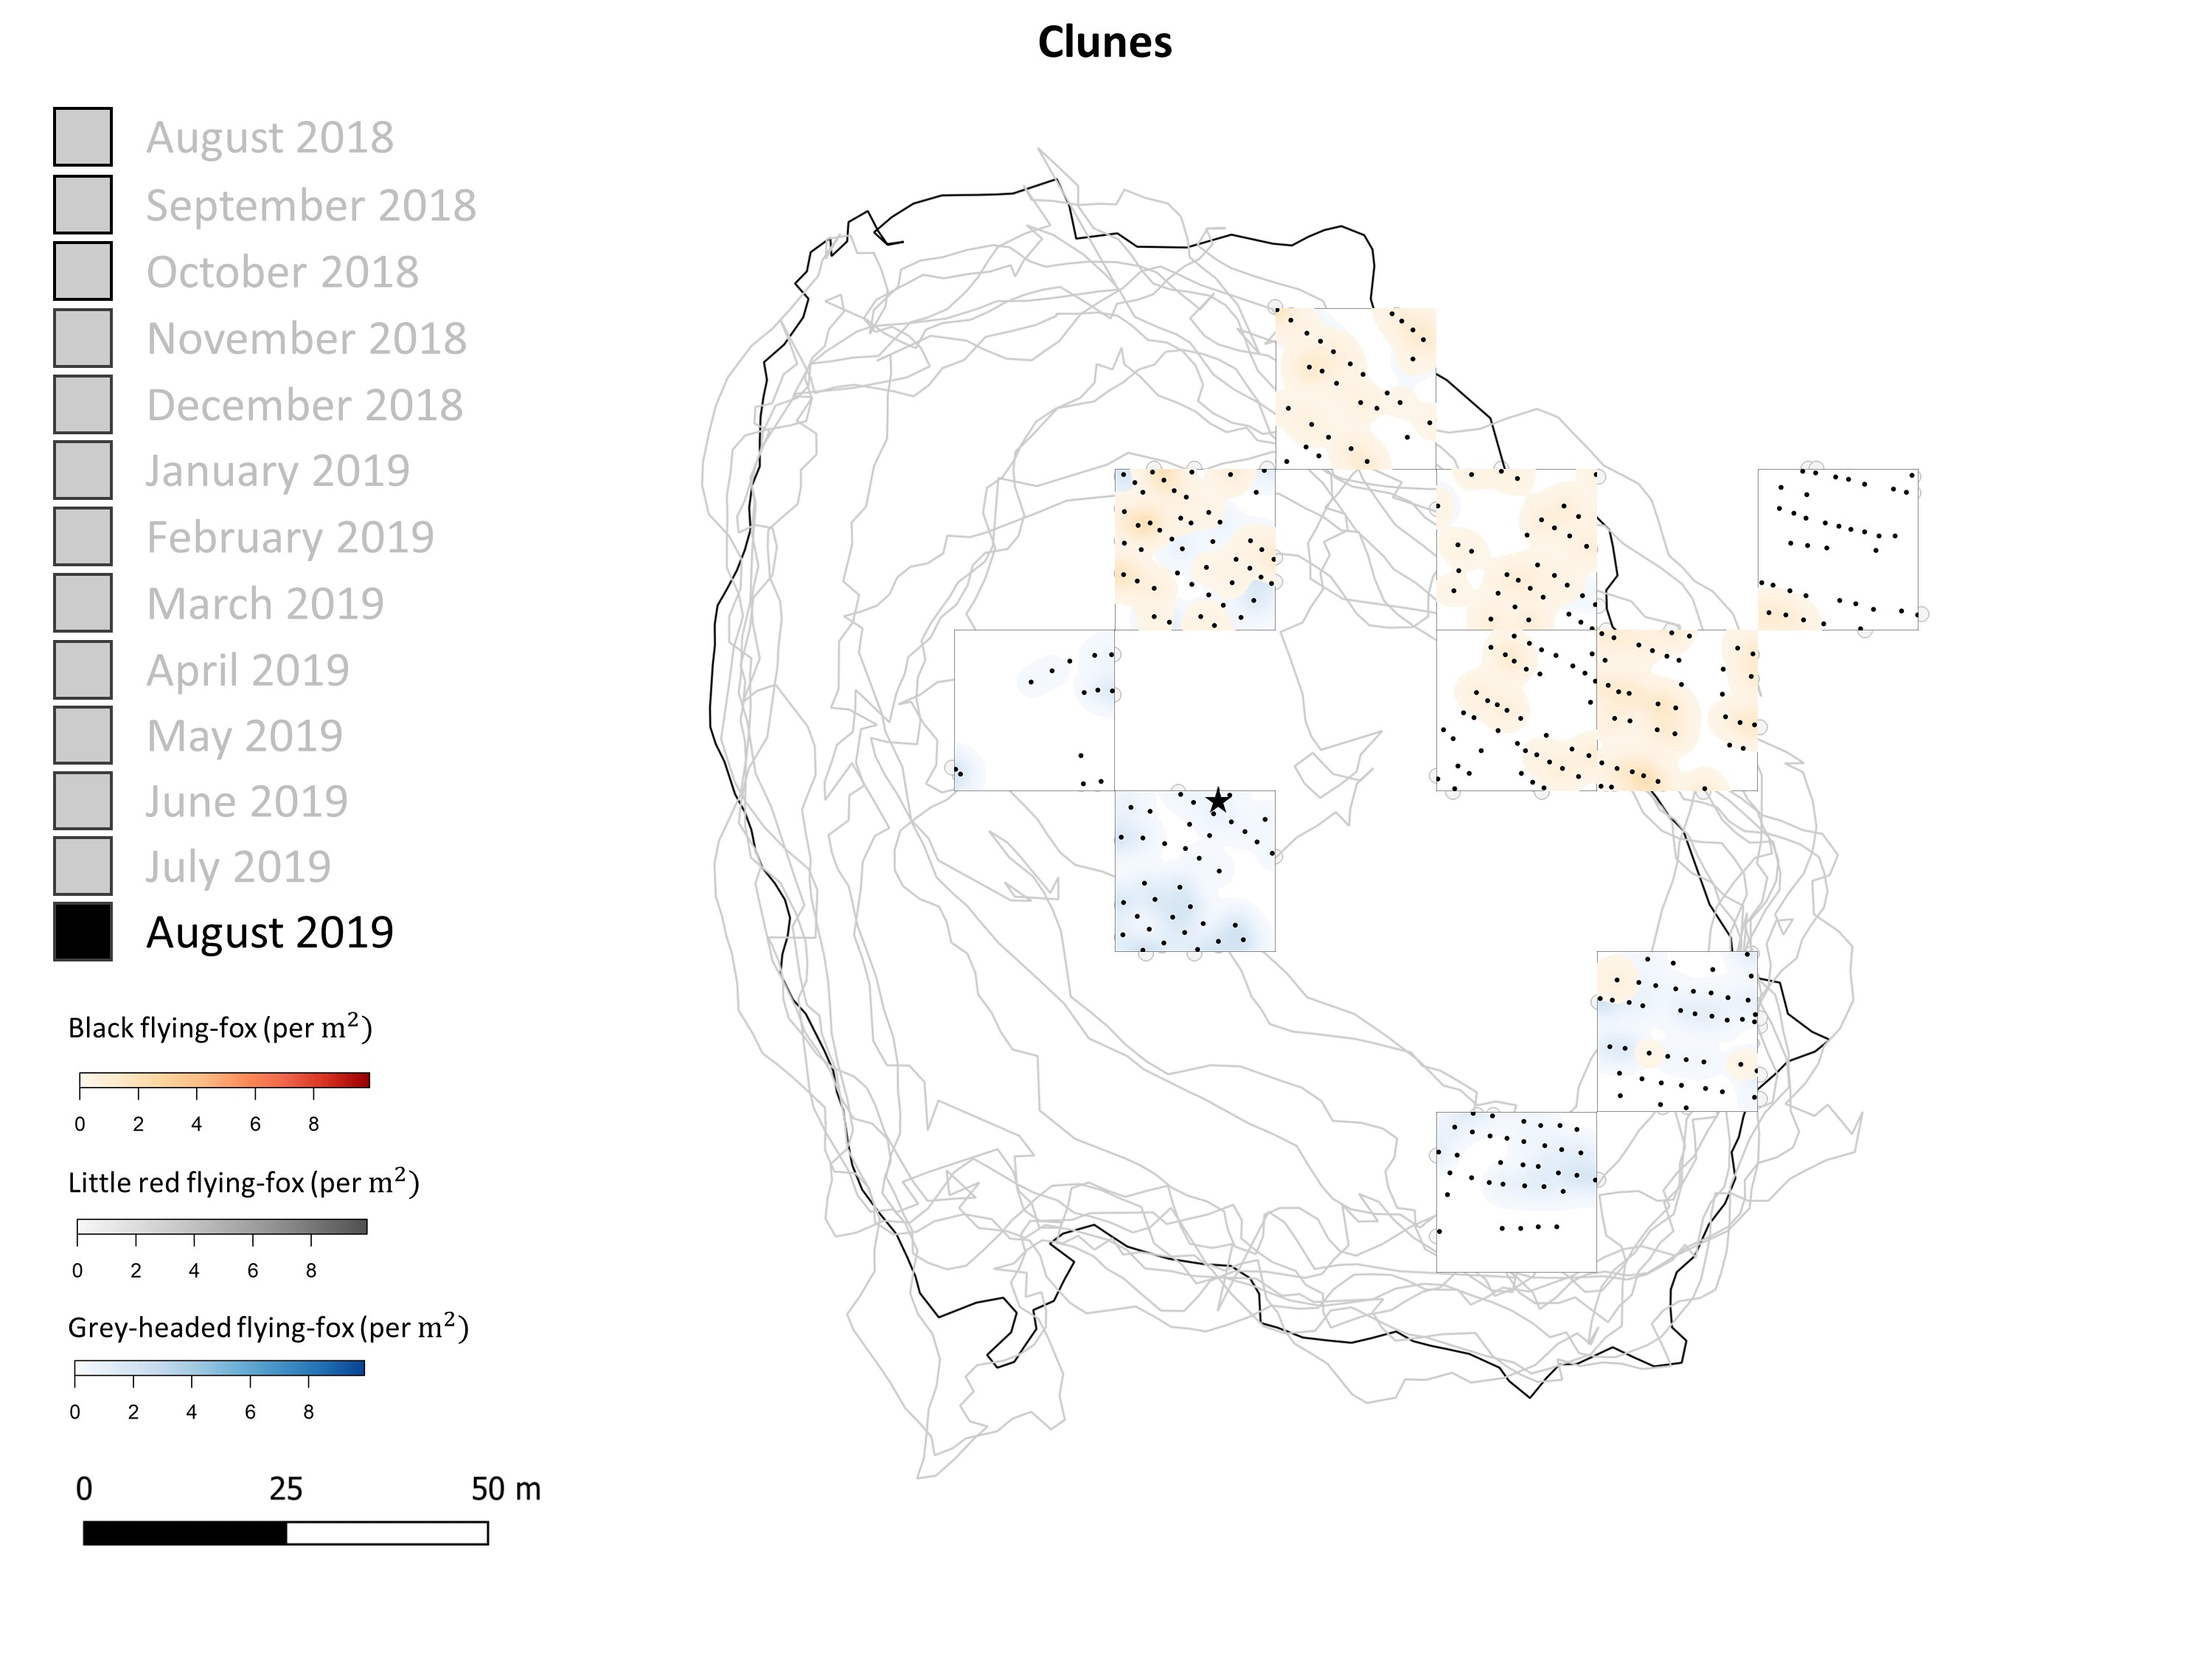 Clunes
August 2018
September 2018
October 2018
November 2018
December 2018
January 2019
February 2019
March 2019
April 2019
May 2019
June 2019
July 2019
August 2019
Black flying-fox (per m²)
0 2 4 6 8
Little red flying-fox (per m²)
0 2 4 6 8
Grey-headed flying-fox (per m²)
0 2 4 6 8
0 25 50 m